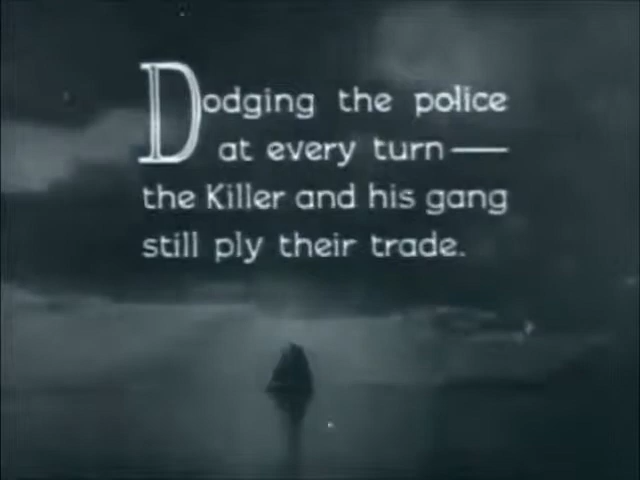 Dodging the police
at every turn——
the Killer and his gang
still ply their trade.